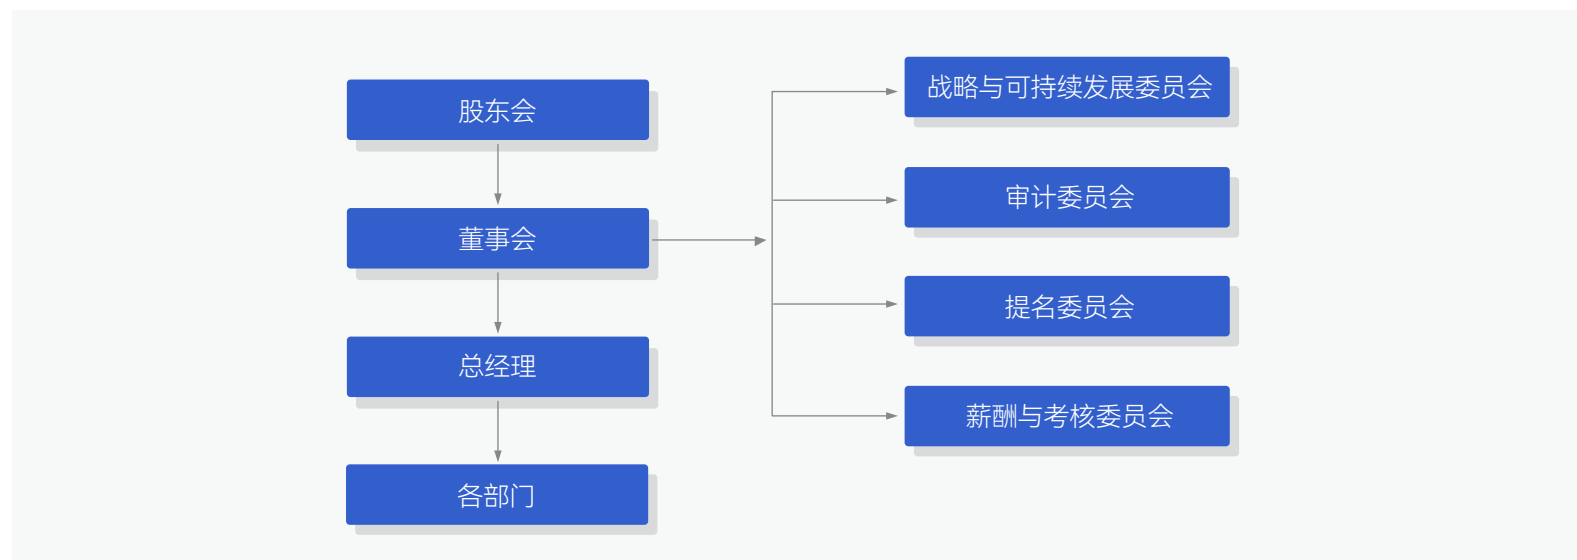 股东会
董事会
总经理
各部门
战略与可持续发展委员会
审计委员会
提名委员会
薪酬与考核委员会